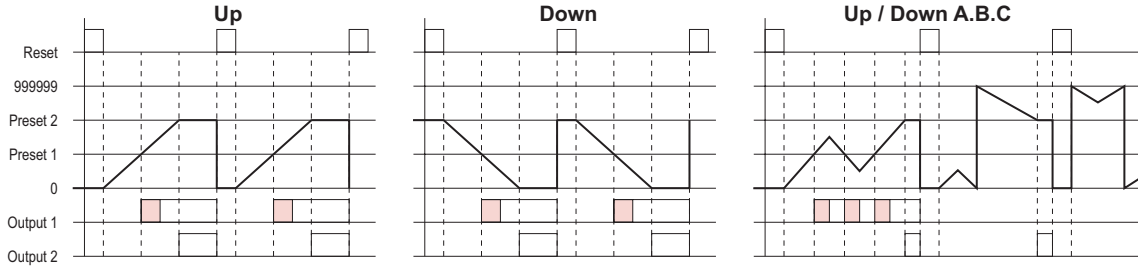 Up
Down
Up / Down A.B.C
Reset
999999
Preset 2
Preset 1
0
Output 1
Output 2